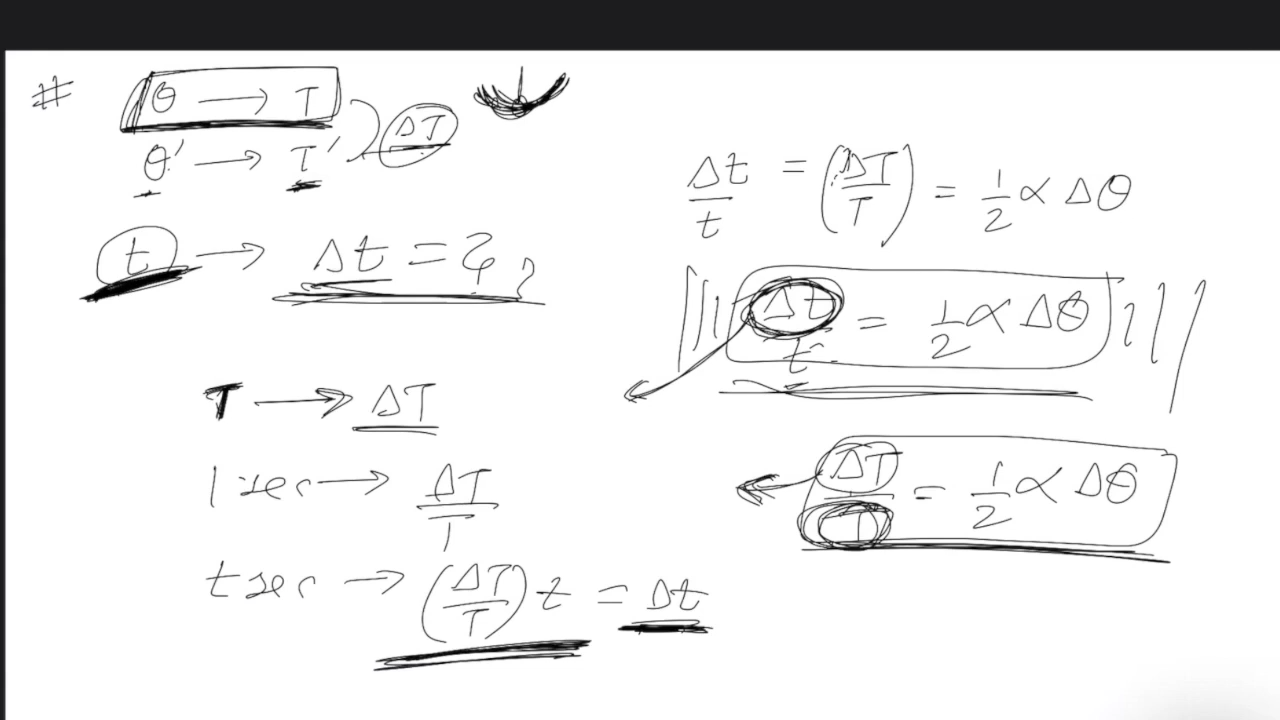 # θ → T
θ' → T' ΔT
t → Δt = ??
T → ΔT
1 sec → ΔT/T
t sec → (ΔT/T) t = Δt
Δt/t = (ΔT/T) = 1/2 α Δθ
Δt/t = 1/2 α Δθ
ΔT/T = 1/2 α Δθ